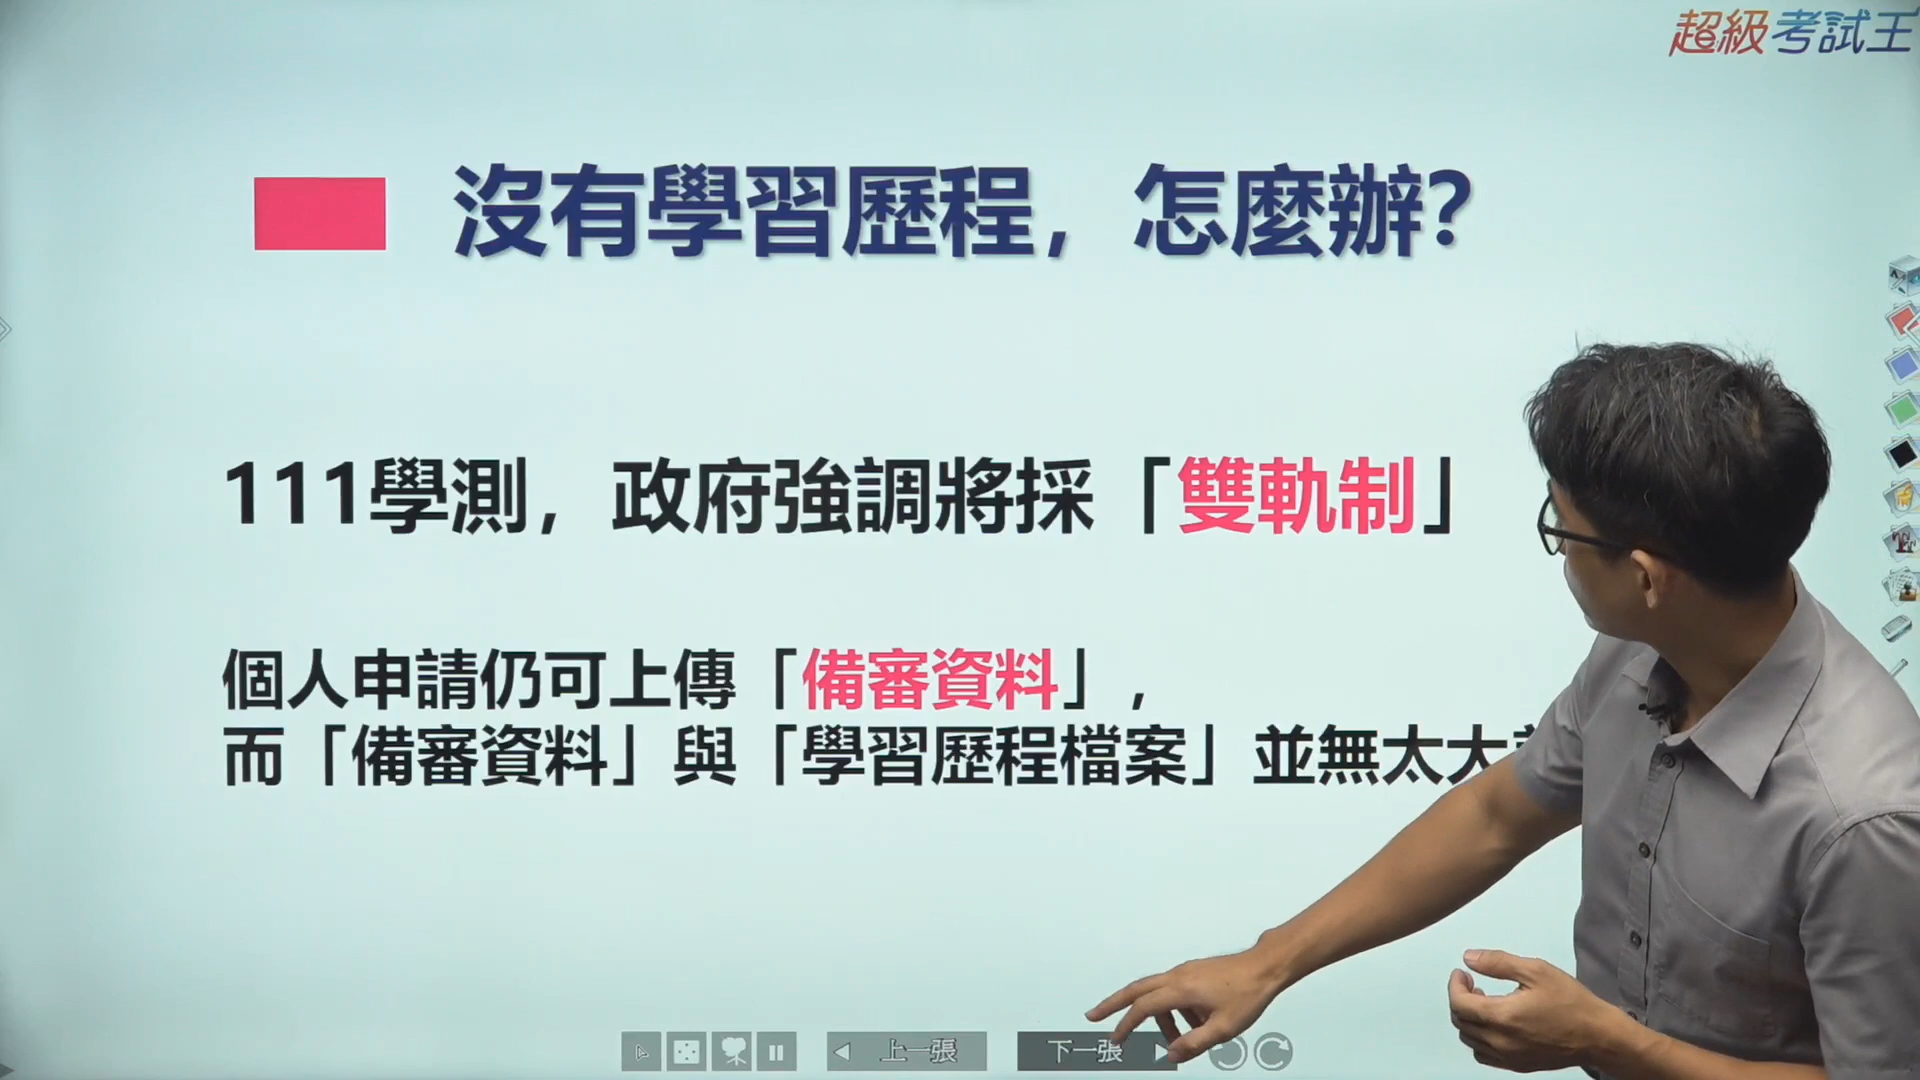 超級考試王
沒有學習歷程，怎麼辦？
111學測，政府強調將採「雙軌制」
個人申請仍可上傳「備審資料」，
而「備審資料」與「學習歷程檔案」並無太大
上一張
下一張